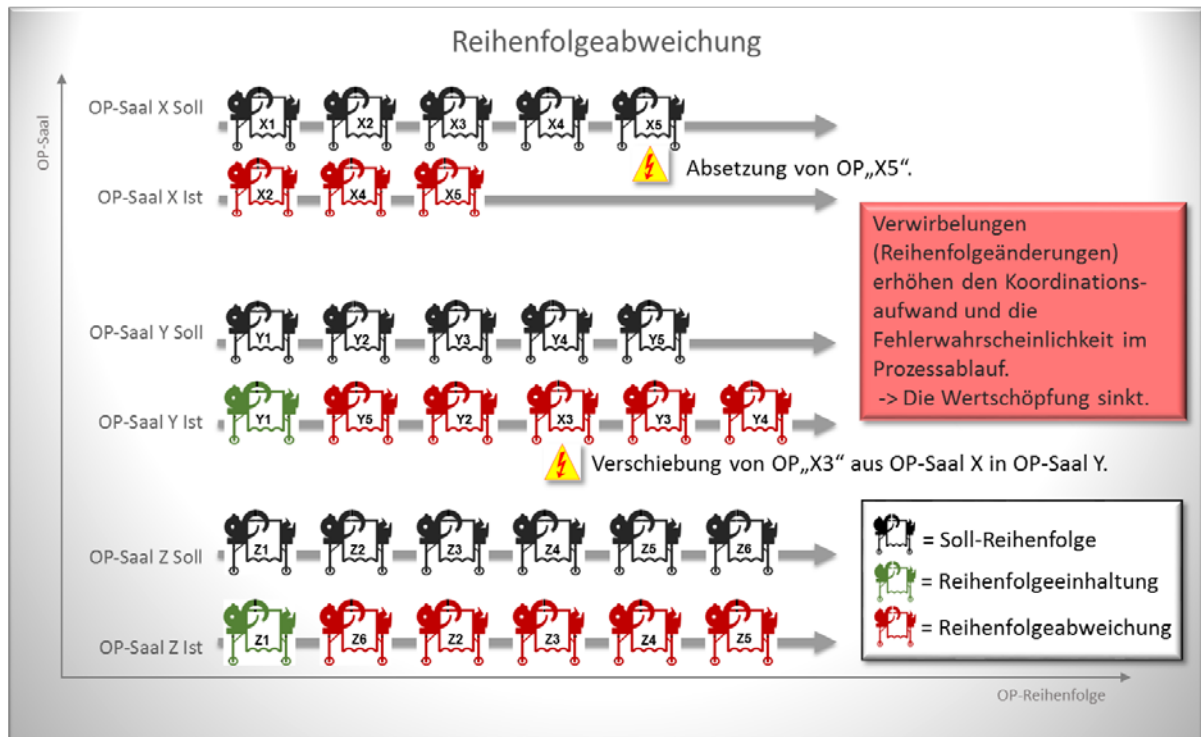 Reihenfolgeabweichung
OP-Saal
OP-Saal X Soll
X1 X2 X3 X4 X5
Absetzung von OP„X5“.
OP-Saal X Ist
X2 X4 X5
Verwirbelungen
(Reihenfolgeänderungen)
erhöhen den Koordinations-
aufwand und die
Fehlerwahrscheinlichkeit im
Prozessablauf.
-> Die Wertschöpfung sinkt.
OP-Saal Y Soll
Y1 Y2 Y3 Y4 Y5
OP-Saal Y Ist
Y1 Y5 Y2 X3 Y3 Y4
Verschiebung von OP„X3“ aus OP-Saal X in OP-Saal Y.
OP-Saal Z Soll
Z1 Z2 Z3 Z4 Z5 Z6
OP-Saal Z Ist
Z1 Z6 Z2 Z3 Z4 Z5
= Soll-Reihenfolge
= Reihenfolgeeinhaltung
= Reihenfolgeabweichung
OP-Reihenfolge